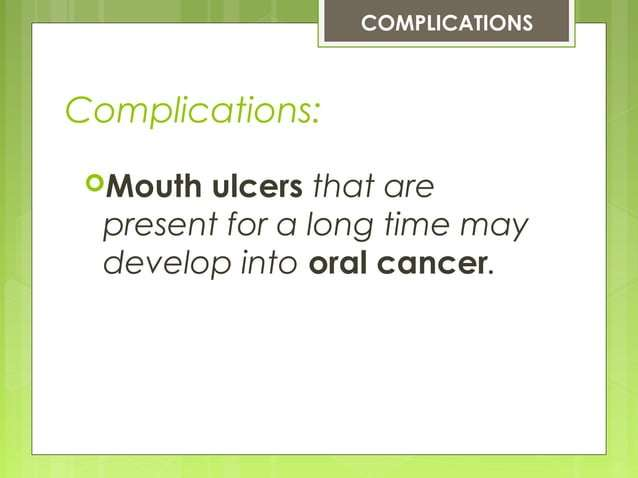 COMPLICATIONS
Complications:
Mouth ulcers that are
present for a long time may
develop into oral cancer.